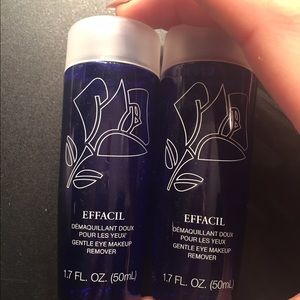 EFFACIL
DÉMAQUILLANT DOUX
POUR LES YEUX
GENTLE EYE MAKEUP
REMOVER
1.7 FL. OZ. (50mL)
EFFACIL
DÉMAQUILLANT DOUX
POUR LES YEUX
GENTLE EYE MAKEUP
REMOVER
1.7 FL. OZ. (50mL)